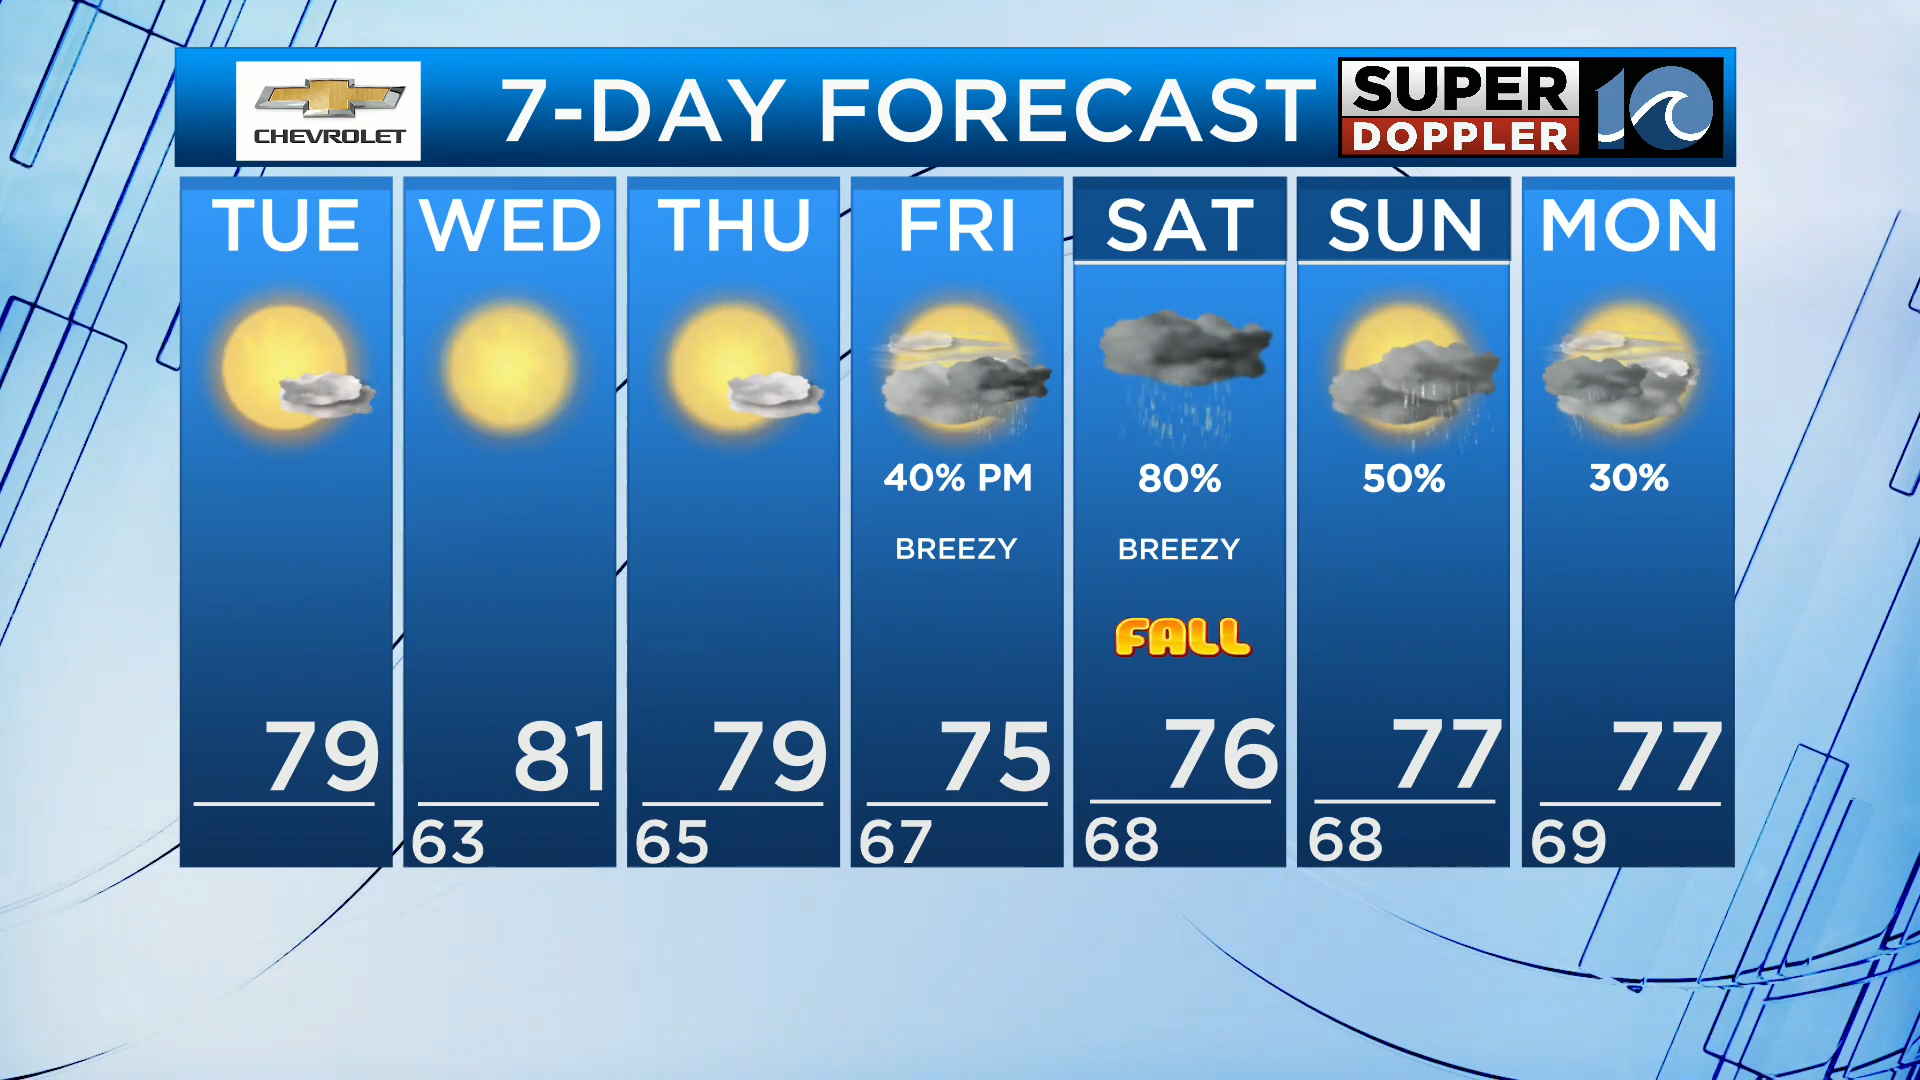 CHEVROLET
7-DAY FORECAST
SUPER
DOPPLER
10
TUE
WED
THU
FRI
SAT
SUN
MON
40% PM
80%
50%
30%
BREEZY
BREEZY
FALL
79
81
79
75
76
77
77
63
65
67
68
68
69